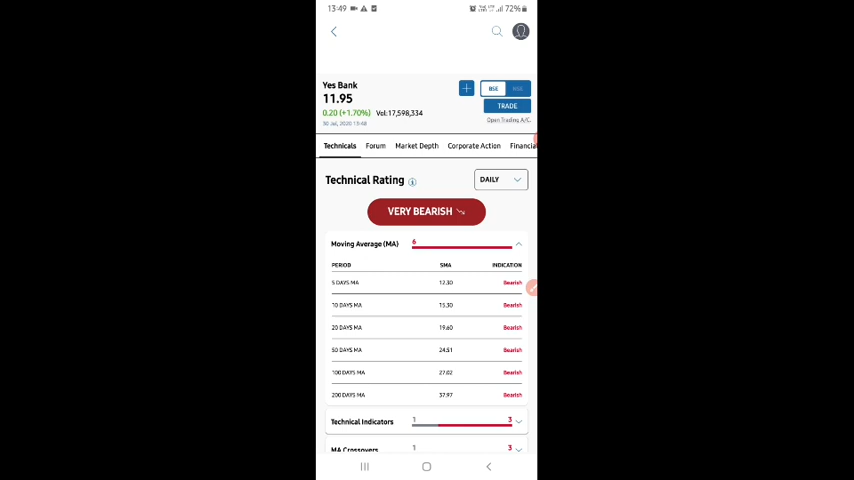 13:49 72%
Yes Bank
11.95
0.20 (+1.70%) Vol:17,598,334
30 Jul, 2020 13:48
BSE
TRADE
Open Trading A/C.
Technicals Forum Market Depth Corporate Action Financial
Technical Rating DAILY
VERY BEARISH
Moving Average (MA) 6
PERIOD SMA INDICATION
5 DAYS MA 12.30 Bearish
10 DAYS MA 15.30 Bearish
20 DAYS MA 19.60 Bearish
50 DAYS MA 24.51 Bearish
100 DAYS MA 27.02 Bearish
200 DAYS MA 37.97 Bearish
Technical Indicators 1 3
MA Crossovers 1 3